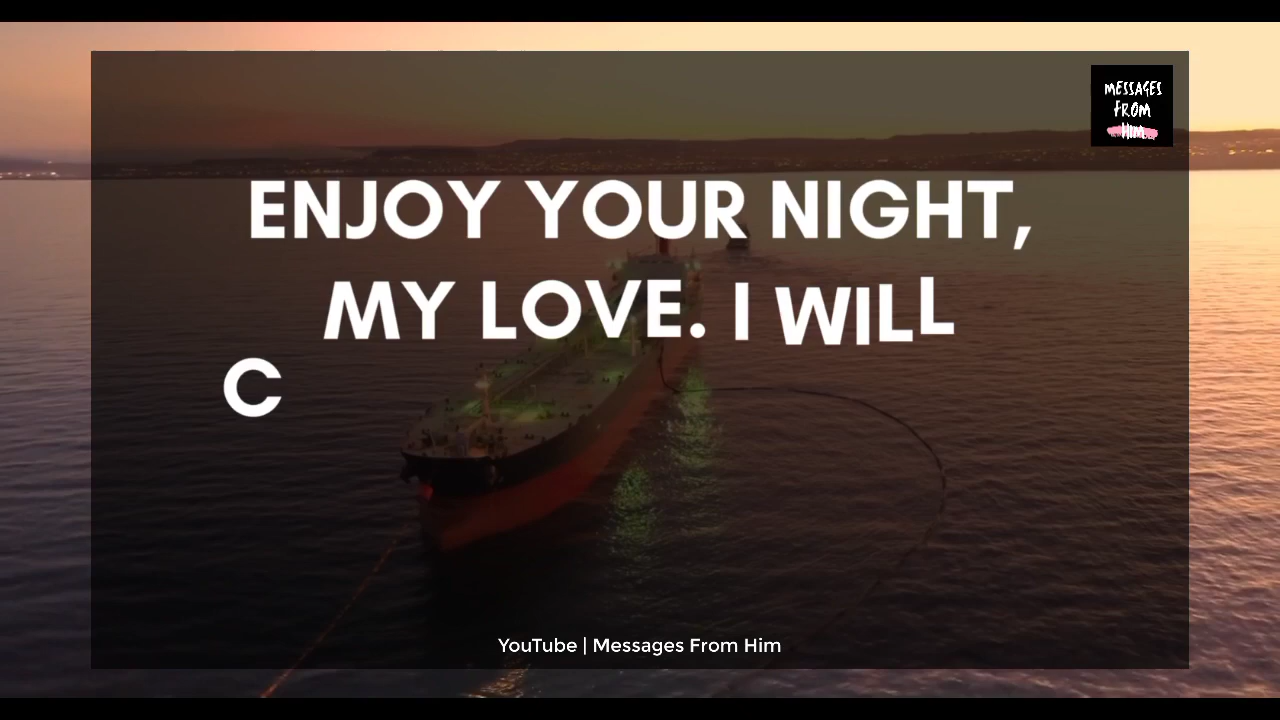 MESSAGES
FROM
HIM
ENJOY YOUR NIGHT,
MY LOVE. I WILL
C
YouTube | Messages From Him